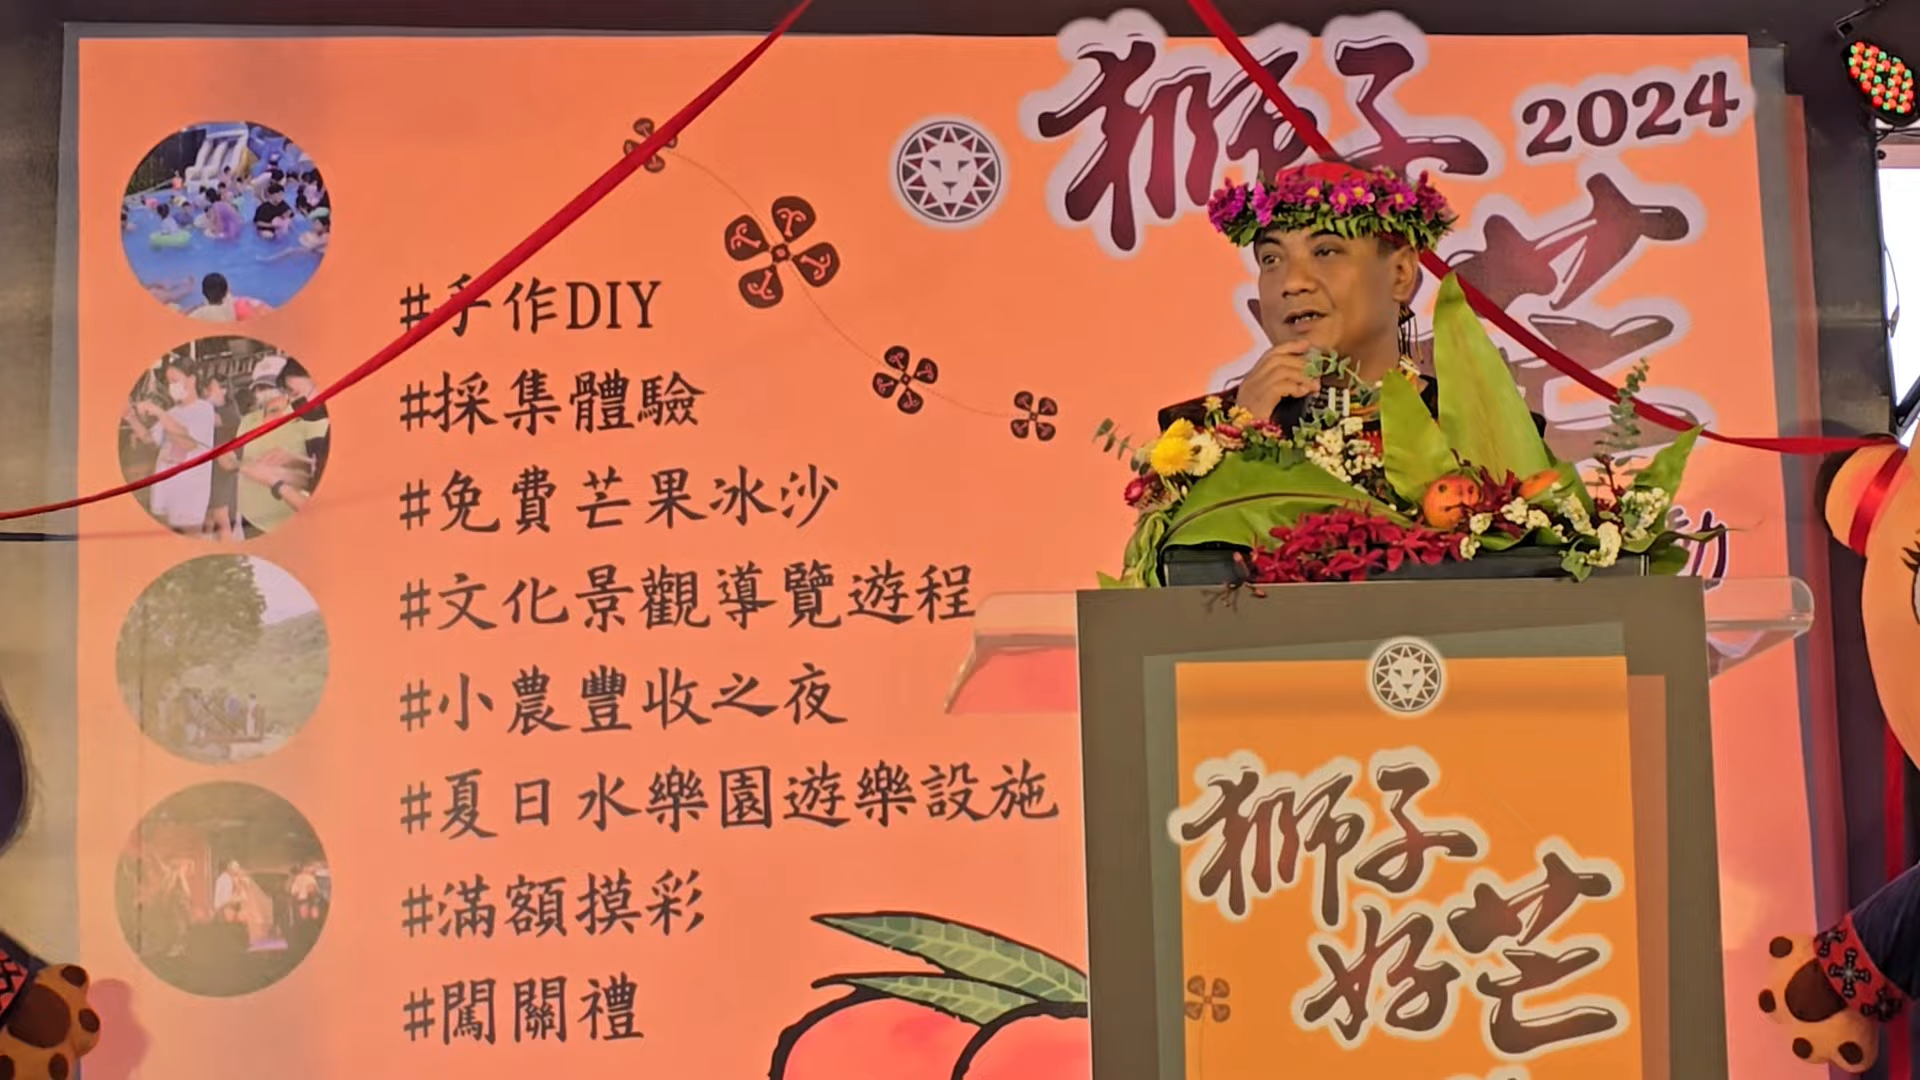 2024
獅子
芒
#手作DIY
#採集體驗
#免費芒果冰沙
#文化景觀導覽遊程
#小農豐收之夜
#夏日水樂園遊樂設施
#滿額摸彩
#闖關禮
動
獅子
好芒